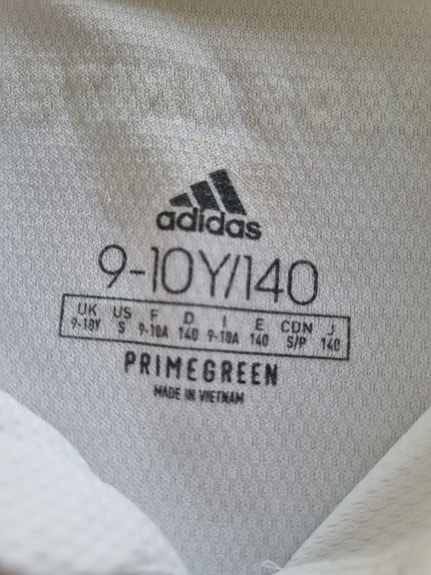 adidas
9-10Y/140
UK US F D I E CDN J
9-10Y S 9-10A 140 9-10A 140 S/P 140
PRIMEGREEN
MADE IN VIETNAM